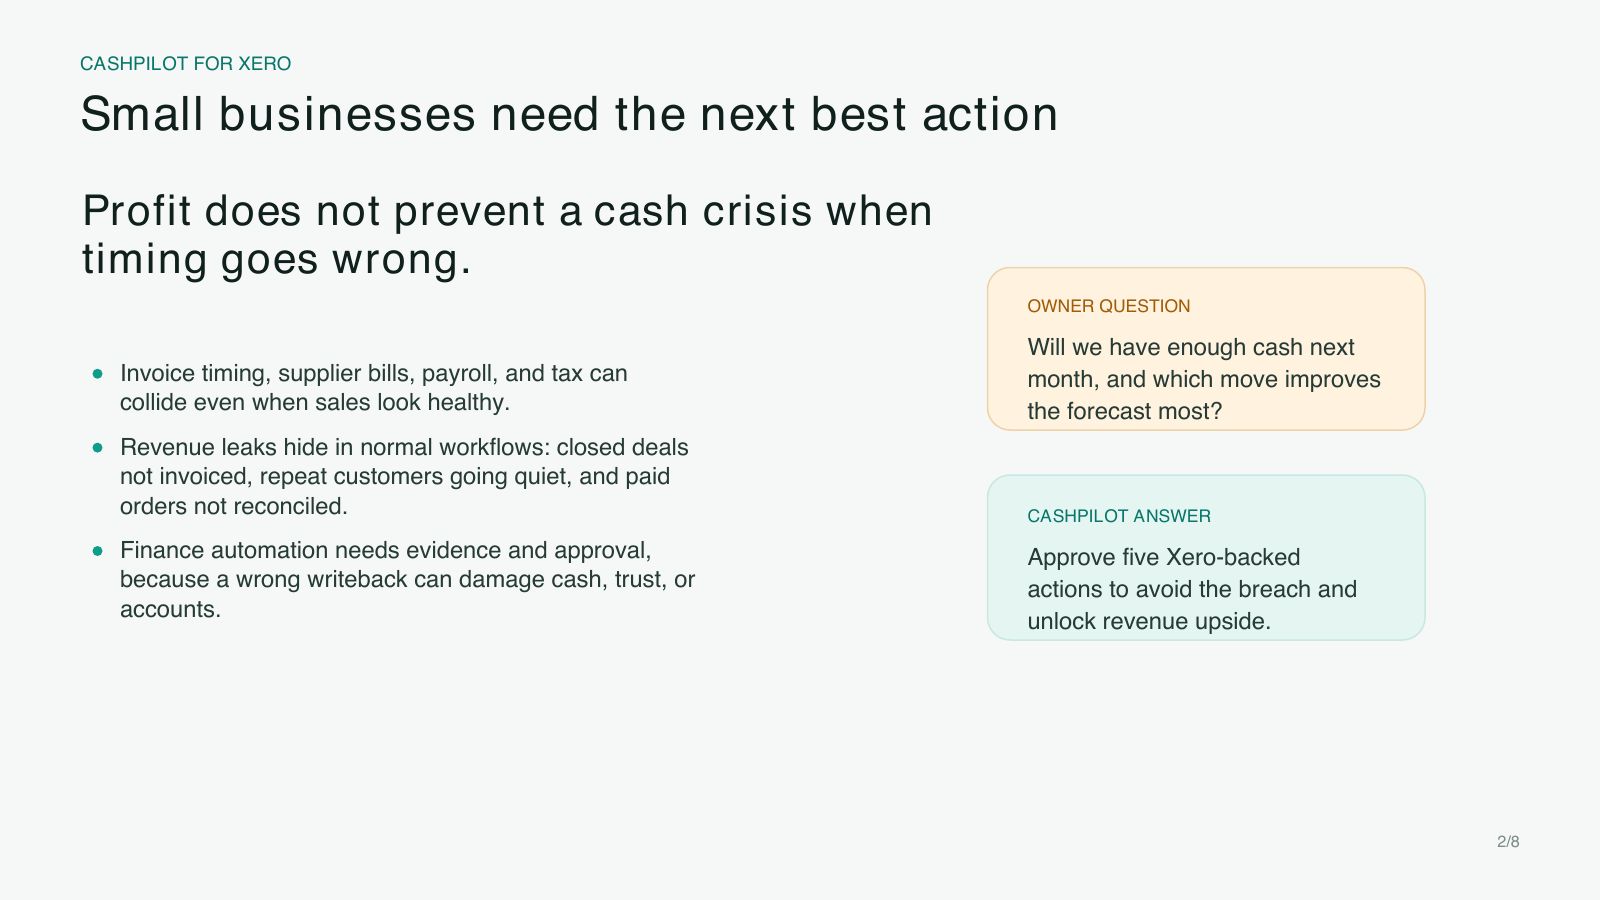 CASHPILOT FOR XERO
Small businesses need the next best action
Profit does not prevent a cash crisis when
timing goes wrong.
Invoice timing, supplier bills, payroll, and tax can
collide even when sales look healthy.
Revenue leaks hide in normal workflows: closed deals
not invoiced, repeat customers going quiet, and paid
orders not reconciled.
Finance automation needs evidence and approval,
because a wrong writeback can damage cash, trust, or
accounts.
OWNER QUESTION
Will we have enough cash next
month, and which move improves
the forecast most?
CASHPILOT ANSWER
Approve five Xero-backed
actions to avoid the breach and
unlock revenue upside.
2/8